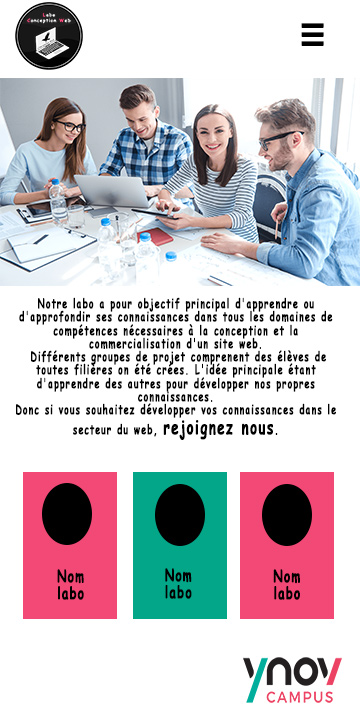 Labo
Conception Web
Notre labo a pour objectif principal d'apprendre ou
d'approfondir ses connaissances dans tous les domaines de
compétences nécessaires à la conception et la
commercialisation d'un site web.
Différents groupes de projet comprenent des élèves de
toutes filières on été crées. L'idée principale étant
d'apprendre des autres pour développer nos propres
connaissances.
Donc si vous souhaitez développer vos connaissances dans le
secteur du web, rejoignez nous.
Nom
labo
Nom
labo
Nom
labo
ynov
CAMPUS